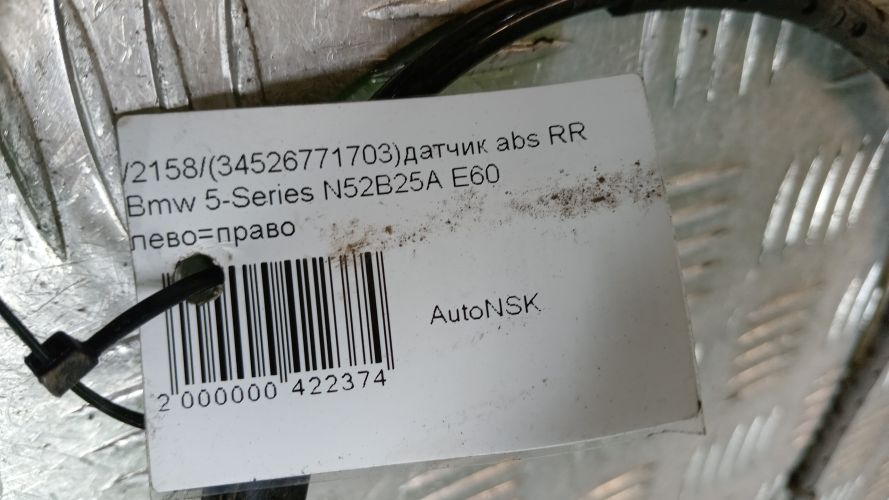 /2158/(34526771703)датчик abs RR
Bmw 5-Series N52B25A E60
лево=право
AutoNSK
2 000000 422374